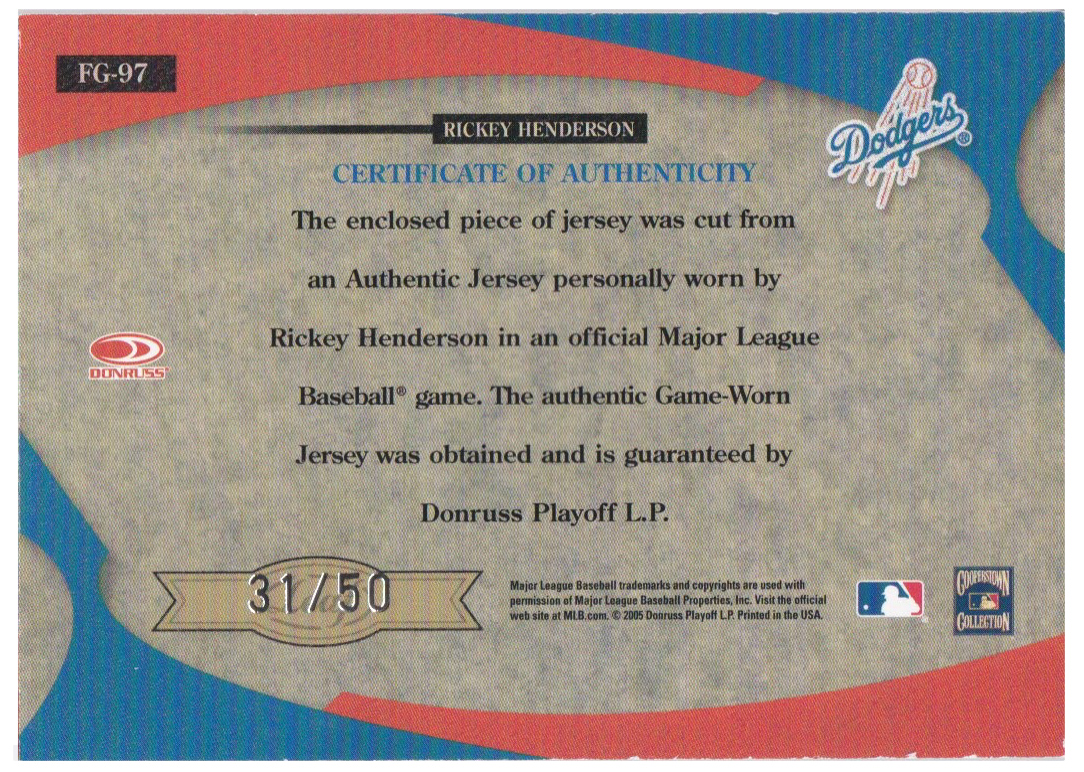 FG-97
Dodgers®
RICKEY HENDERSON
CERTIFICATE OF AUTHENTICITY
The enclosed piece of jersey was cut from
an Authentic Jersey personally worn by
Rickey Henderson in an official Major League
Baseball® game. The authentic Game-Worn
Jersey was obtained and is guaranteed by
Donruss Playoff L.P.
DONRUSS
31/50
Major League Baseball trademarks and copyrights are used with
permission of Major League Baseball Properties, Inc. Visit the official
web site at MLB.com. © 2005 Donruss Playoff L.P. Printed in the USA.
COOPERSTOWN
COLLECTION